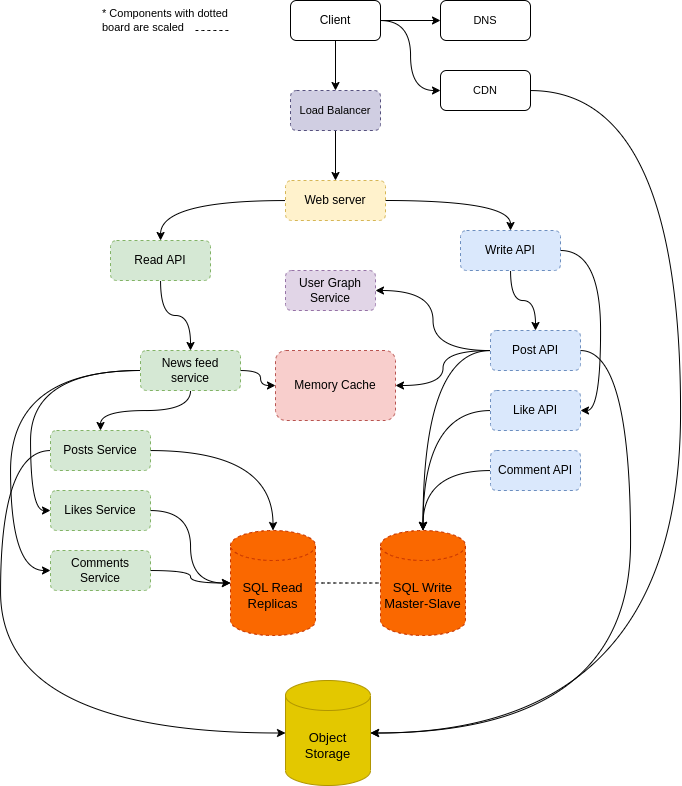 * Components with dotted
board are scaled
Client
DNS
CDN
Load Balancer
Web server
Read API
Write API
User Graph
Service
Post API
News feed
service
Memory Cache
Like API
Posts Service
Comment API
Likes Service
Comments
Service
SQL Read
Replicas
SQL Write
Master-Slave
Object
Storage